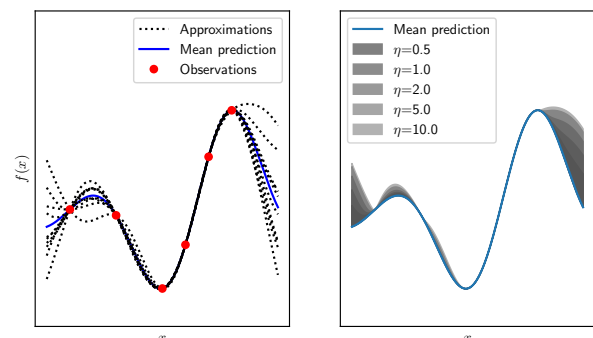 Approximations
Mean prediction
Observations
f(x)
x
Mean prediction
η=0.5
η=1.0
η=2.0
η=5.0
η=10.0
x